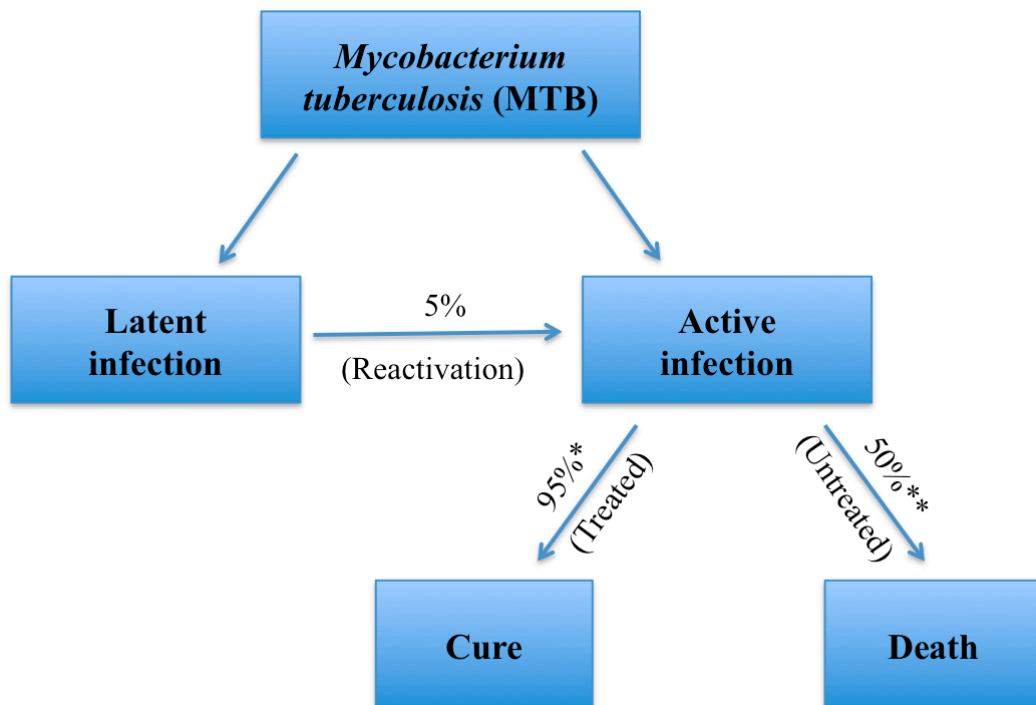 Mycobacterium
tuberculosis (MTB)
Latent
infection
5%
(Reactivation)
Active
infection
95%*
(Treated)
50%**
(Untreated)
Cure
Death